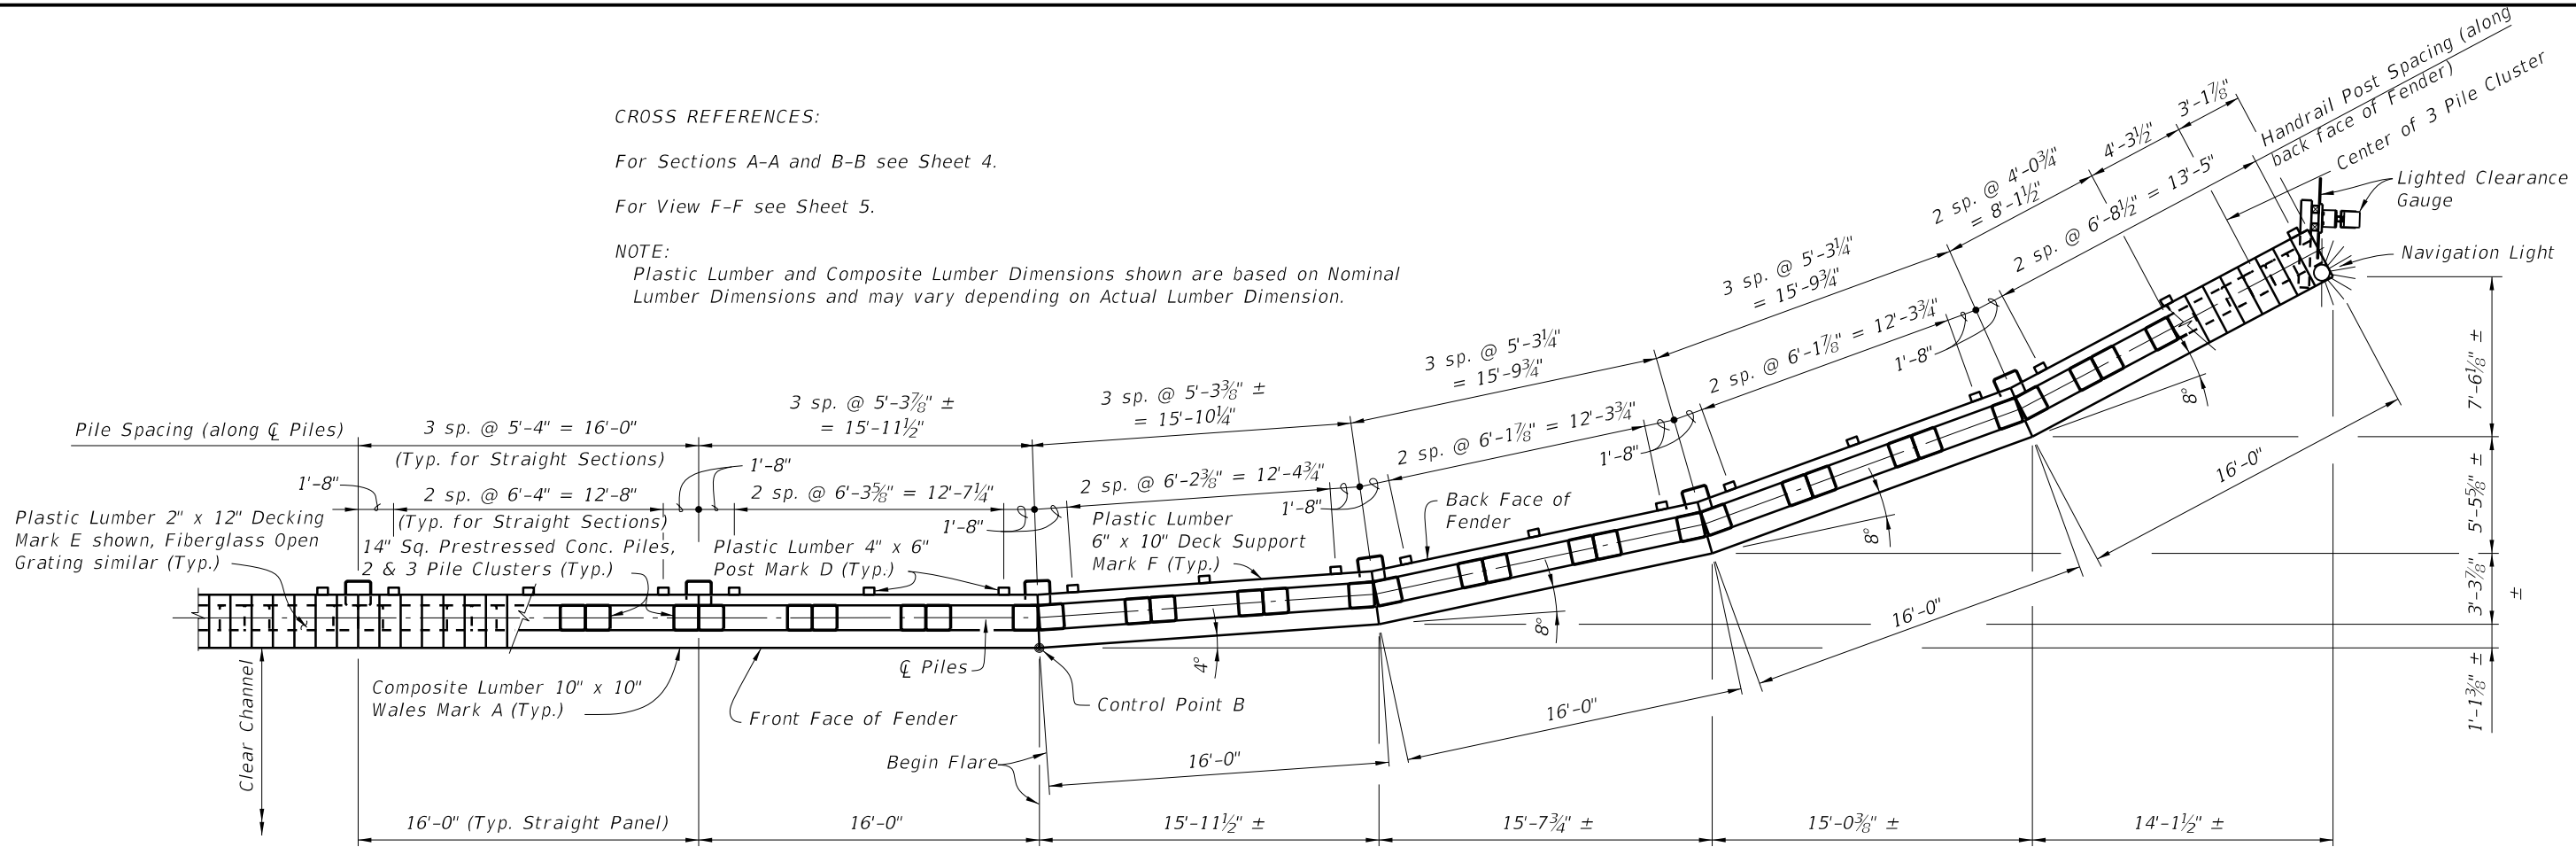 CROSS REFERENCES:
For Sections A-A and B-B see Sheet 4.
For View F-F see Sheet 5.
NOTE:
Plastic Lumber and Composite Lumber Dimensions shown are based on Nominal
Lumber Dimensions and may vary depending on Actual Lumber Dimension.
Handrail Post Spacing (along
back face of Fender)
Center of 3 Pile Cluster
Lighted Clearance
Gauge
Navigation Light
Pile Spacing (along ℄ Piles)
3 sp. @ 5'-4" = 16'-0"
(Typ. for Straight Sections)
3 sp. @ 5'-3⅞" ±
= 15'-11½"
3 sp. @ 5'-3⅜" ±
= 15'-10¼"
3 sp. @ 5'-3¼"
= 15'-9¾"
3 sp. @ 5'-3¼"
= 15'-9¾"
2 sp. @ 4'-0¾"
= 8'-1½"
4'-3½"
3'-1⅞"
1'-8"
2 sp. @ 6'-4" = 12'-8"
(Typ. for Straight Sections)
1'-8"
2 sp. @ 6'-3⅝" = 12'-7¼"
1'-8"
2 sp. @ 6'-2⅜" = 12'-4¾"
1'-8"
2 sp. @ 6'-1⅞" = 12'-3¾"
1'-8"
2 sp. @ 6'-1⅞" = 12'-3¾"
1'-8"
2 sp. @ 6'-8½" = 13'-5"
Plastic Lumber 2" x 12" Decking
Mark E shown, Fiberglass Open
Grating similar (Typ.)
14" Sq. Prestressed Conc. Piles,
2 & 3 Pile Clusters (Typ.)
Plastic Lumber 4" x 6"
Post Mark D (Typ.)
Plastic Lumber
6" x 10" Deck Support
Mark F (Typ.)
Back Face of
Fender
Clear Channel
Composite Lumber 10" x 10"
Wales Mark A (Typ.)
Front Face of Fender
℄ Piles
Control Point B
Begin Flare
4°
8°
8°
8°
16'-0"
16'-0"
16'-0"
16'-0"
7'-6⅛" ±
5'-5⅝" ±
3'-3⅞"
±
1'-1⅜" ±
16'-0" (Typ. Straight Panel)
16'-0"
15'-11½" ±
15'-7¾" ±
15'-0⅜" ±
14'-1½" ±